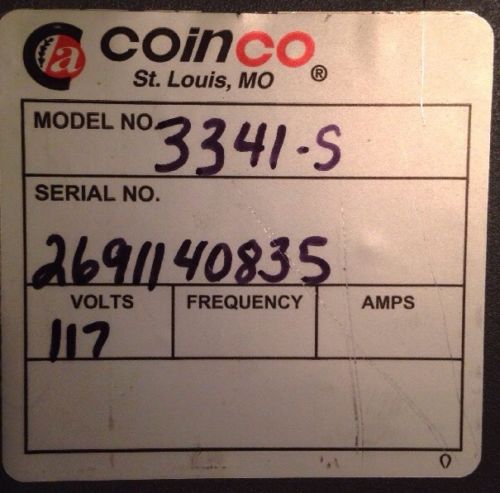 a coinco
St. Louis, MO ®
MODEL NO. 3341-S
SERIAL NO.
2691140835
VOLTS FREQUENCY AMPS
117